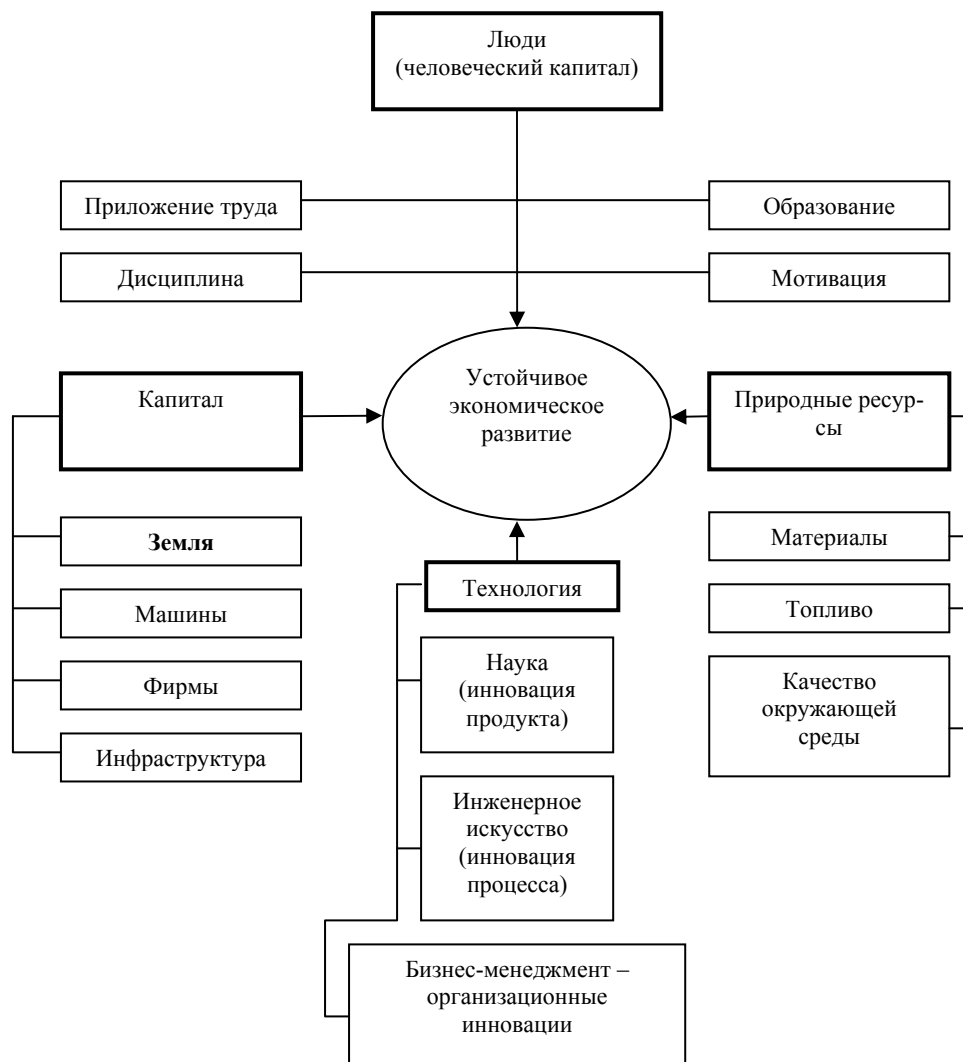 Люди
(человеческий капитал)
Приложение труда
Образование
Дисциплина
Мотивация
Капитал
Устойчивое
экономическое
развитие
Природные ресур-
сы
Земля
Машины
Фирмы
Инфраструктура
Технология
Наука
(инновация
продукта)
Инженерное
искусство
(инновация
процесса)
Бизнес-менеджмент –
организационные
инновации
Материалы
Топливо
Качество
окружающей
среды